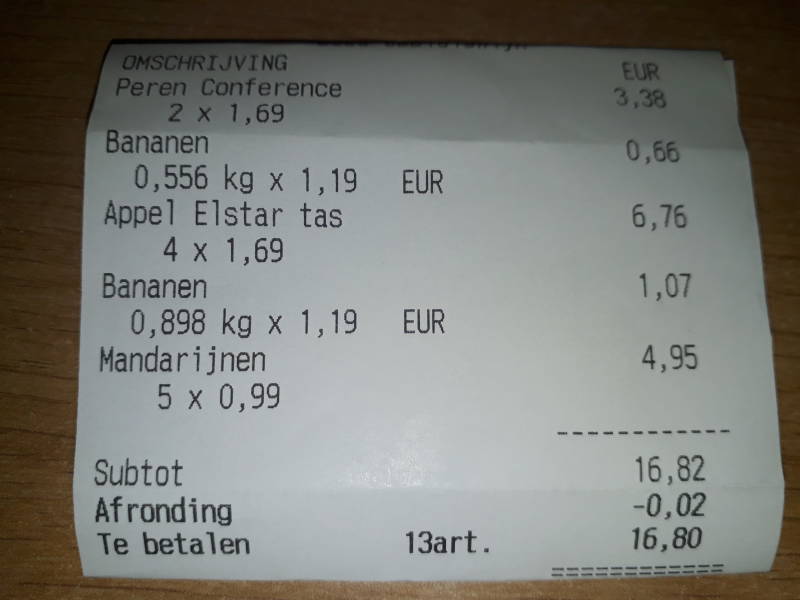 OMSCHRIJVING EUR
Peren Conference 3,38
2 x 1,69
Bananen 0,66
0,556 kg x 1,19 EUR
Appel Elstar tas 6,76
4 x 1,69
Bananen 1,07
0,898 kg x 1,19 EUR
Mandarijnen 4,95
5 x 0,99
------------
Subtot 16,82
Afronding -0,02
Te betalen 13art. 16,80
============